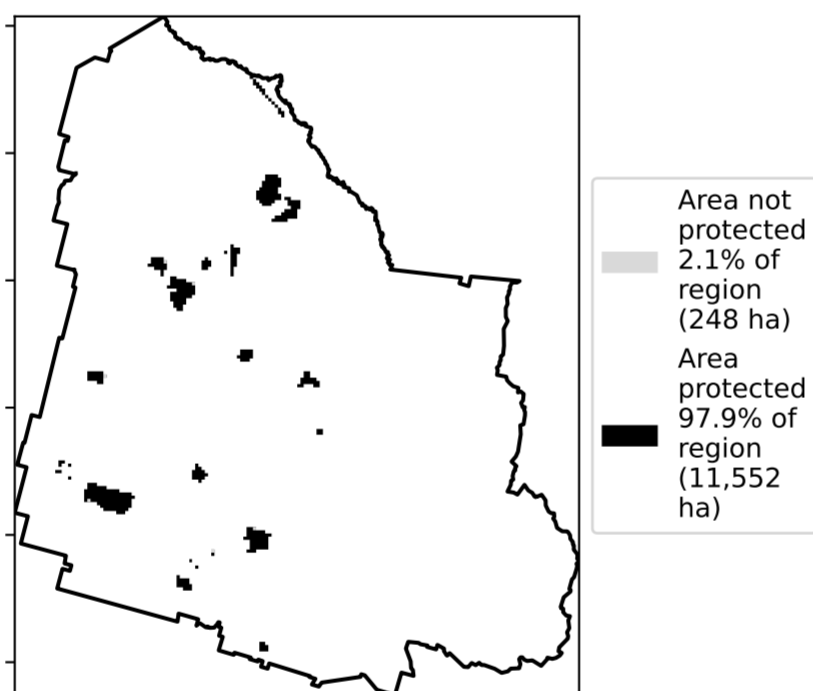 Area not
protected
2.1% of
region
(248 ha)
Area
protected
97.9% of
region
(11,552
ha)